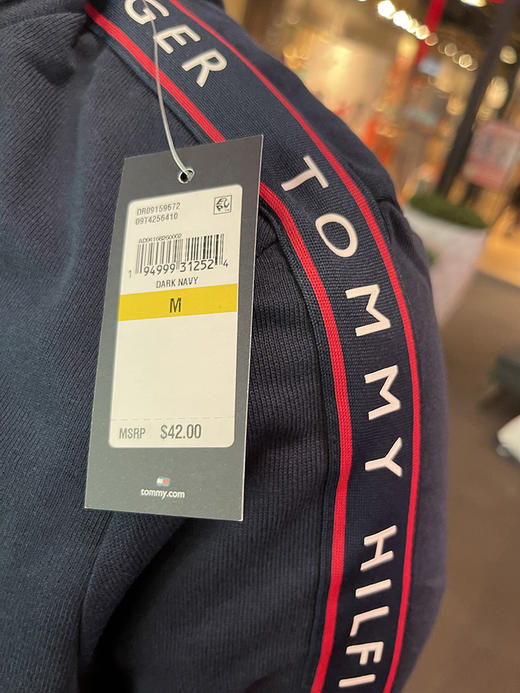 GER
TOMMY HILFI
DR09159672
09T4256410
1 94999 31252 4
DARK NAVY
M
MSRP $42.00
tommy.com